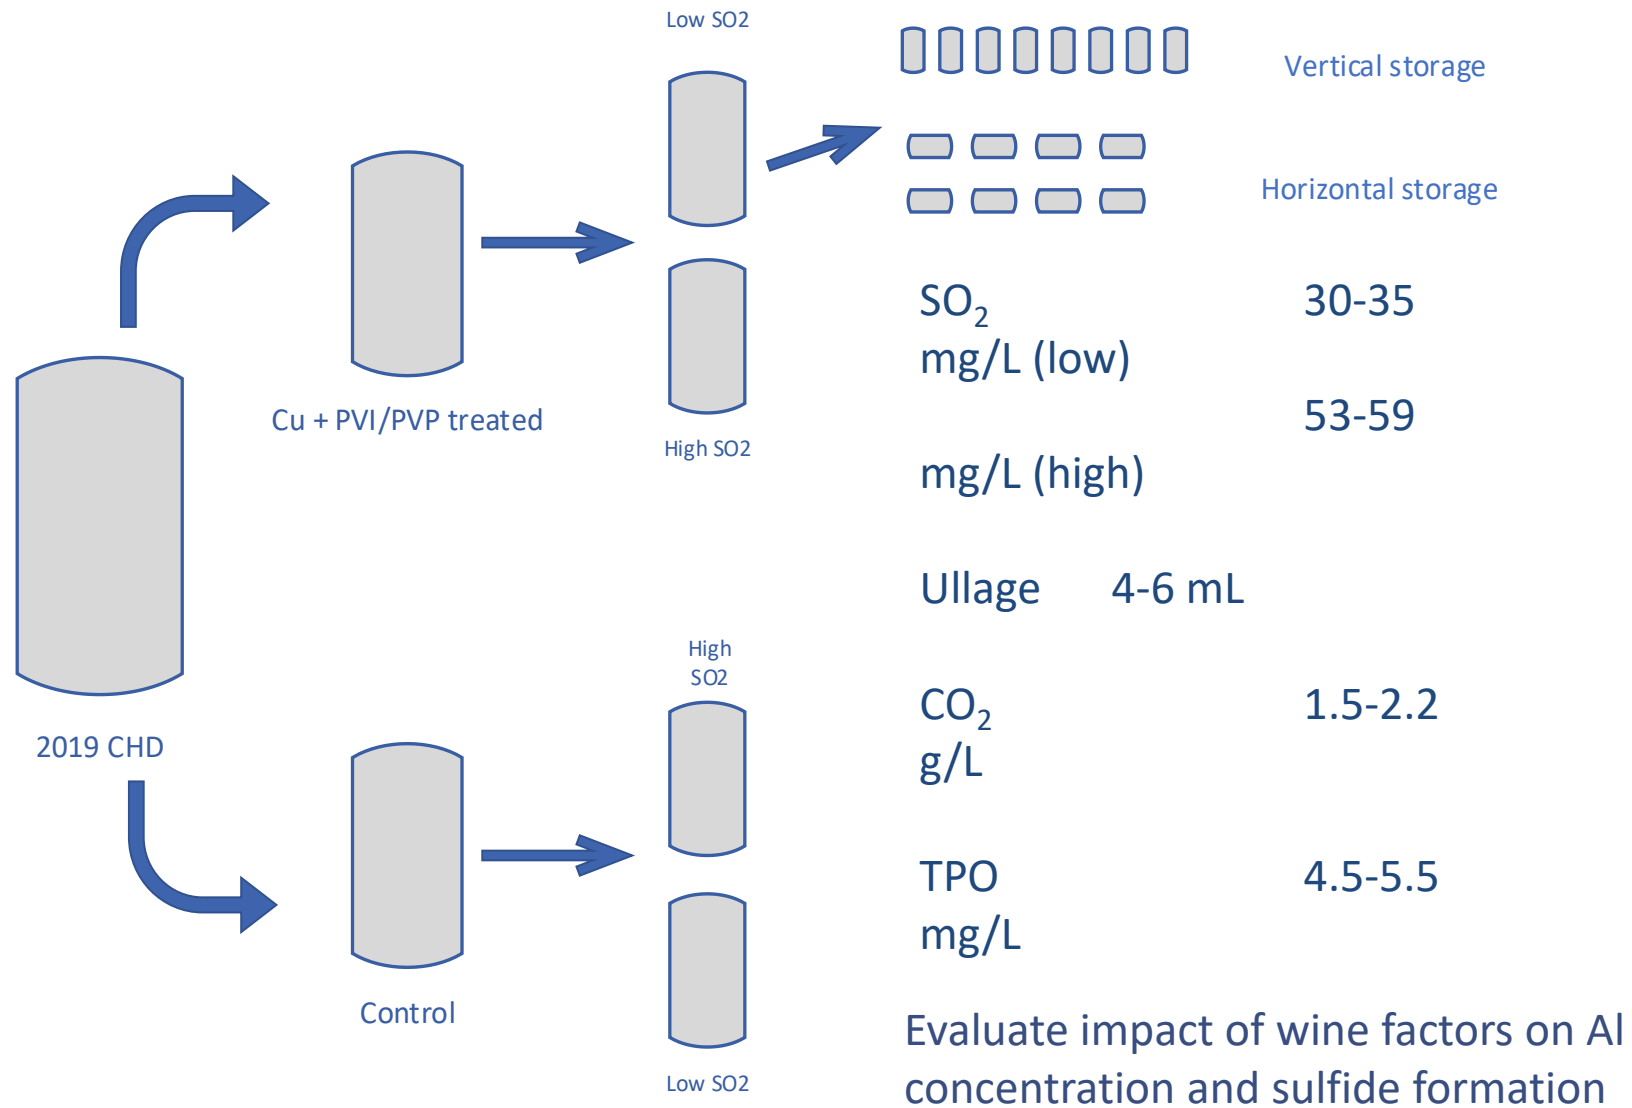 Low SO2
Vertical storage
Horizontal storage
Cu + PVI/PVP treated
High SO2
2019 CHD
High
SO2
Control
Low SO2
SO₂ 30-35
mg/L (low)
53-59
mg/L (high)
Ullage 4-6 mL
CO₂ 1.5-2.2
g/L
TPO 4.5-5.5
mg/L
Evaluate impact of wine factors on Al
concentration and sulfide formation